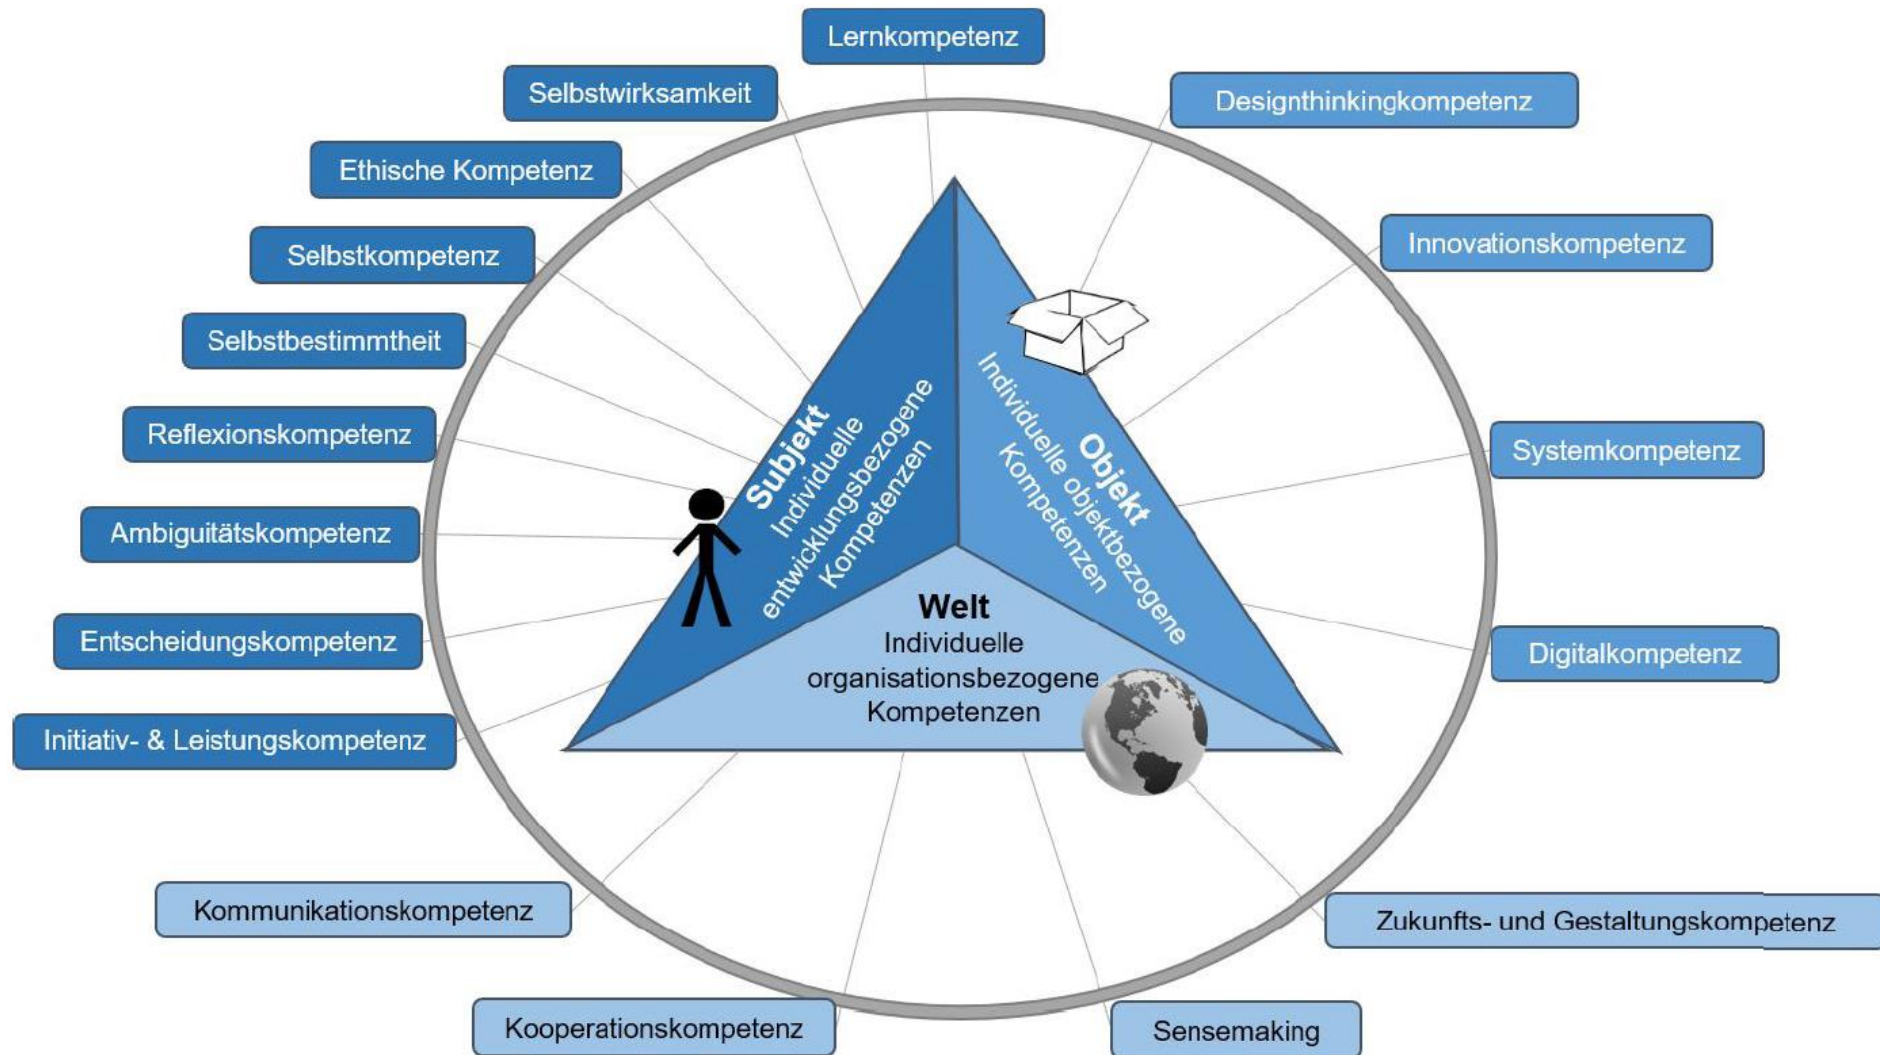 Lernkompetenz
Selbstwirksamkeit
Designthinkingkompetenz
Ethische Kompetenz
Innovationskompetenz
Selbstkompetenz
Selbstbestimmtheit
Reflexionskompetenz
Systemkompetenz
Ambiguitätskompetenz
Entscheidungskompetenz
Digitalkompetenz
Initiativ- & Leistungskompetenz
Subjekt
Individuelle
entwicklungsbezogene
Kompetenzen
Objekt
Individuelle objektbezogene
Kompetenzen
Welt
Individuelle
organisationsbezogene
Kompetenzen
Kommunikationskompetenz
Zukunfts- und Gestaltungskompetenz
Kooperationskompetenz
Sensemaking